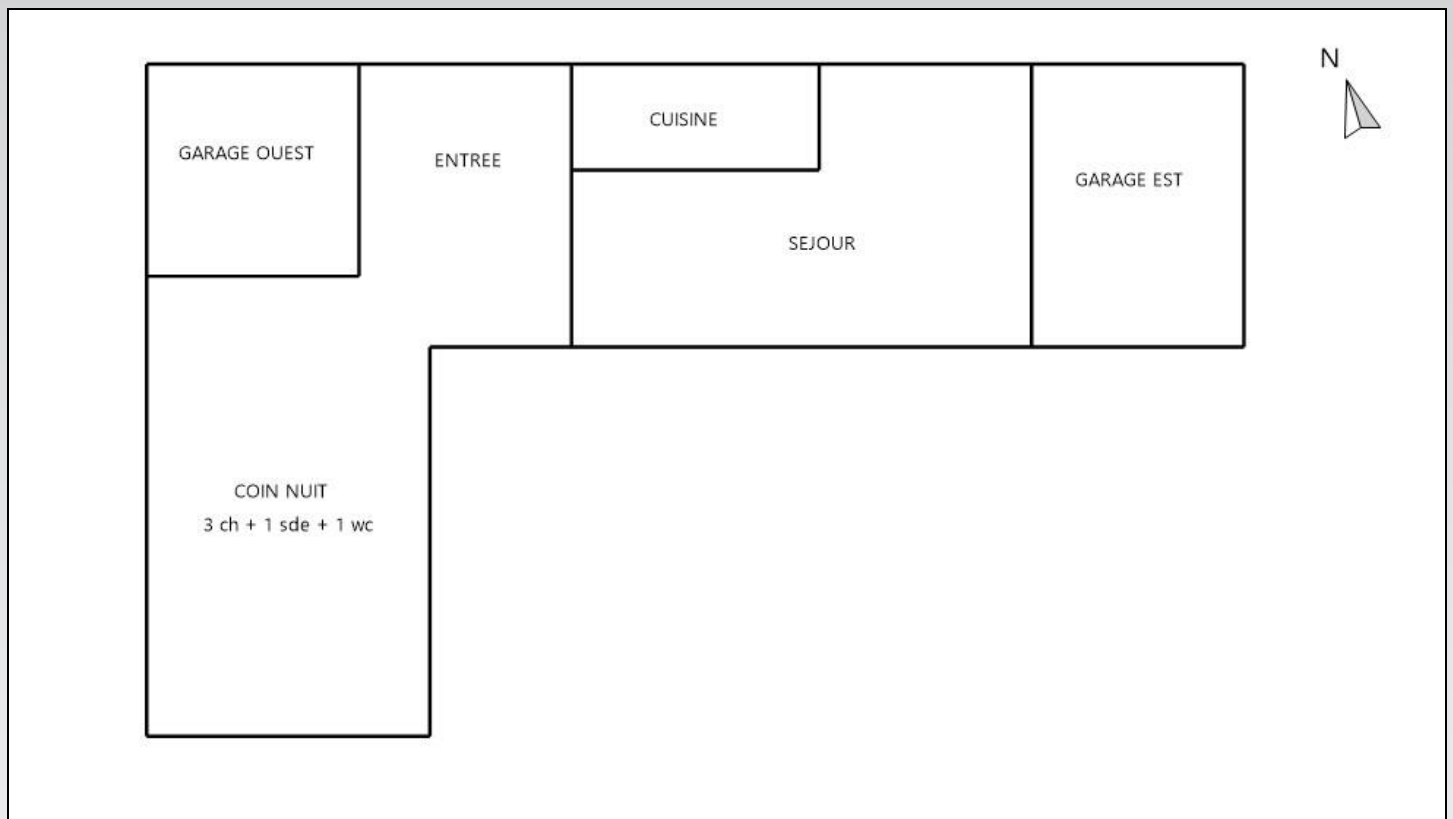 N
CUISINE
GARAGE OUEST
ENTREE
GARAGE EST
SEJOUR
COIN NUIT
3 ch + 1 sde + 1 wc